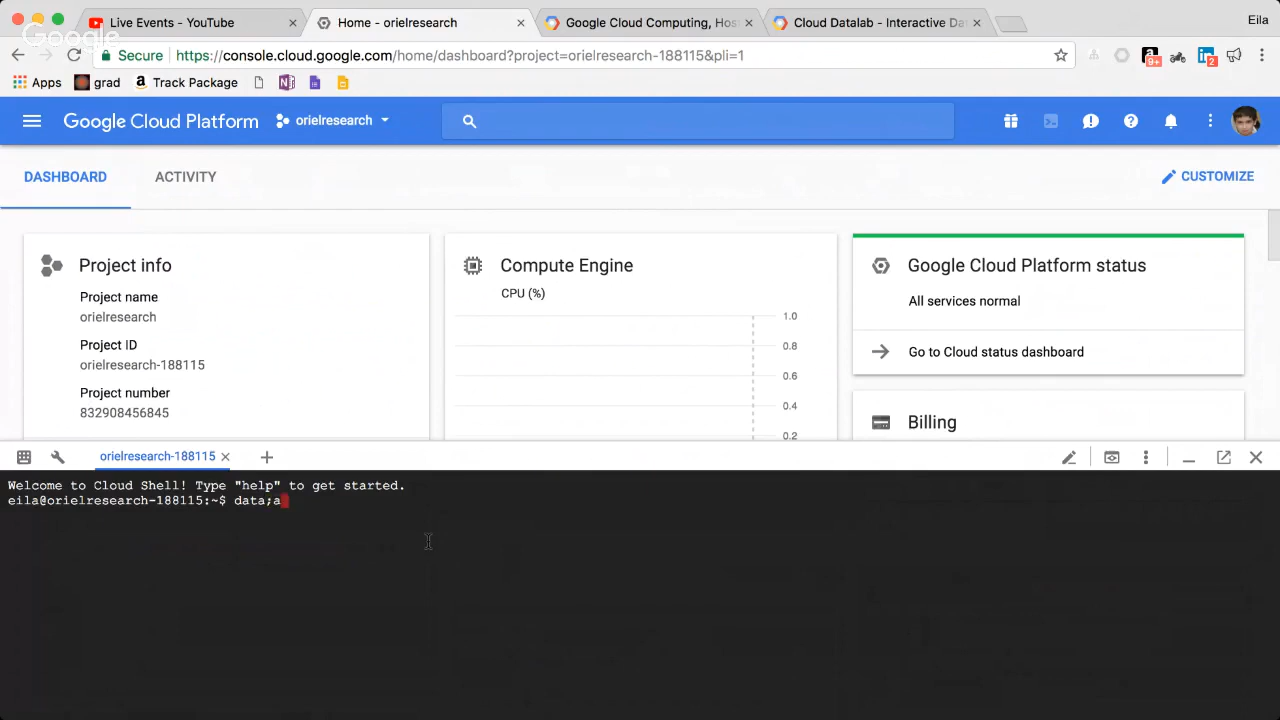 Live Events - YouTube
Home - orielresearch
Google Cloud Computing, Hos
Cloud Datalab - Interactive Da
Eila
Google+
Secure https://console.cloud.google.com/home/dashboard?project=orielresearch-188115&pli=1
9+
2
Apps
grad
Track Package
Google Cloud Platform
orielresearch
DASHBOARD
ACTIVITY
CUSTOMIZE
Project info
Project name
orielresearch
Project ID
orielresearch-188115
Project number
832908456845
Compute Engine
CPU (%)
1.0
0.8
0.6
0.4
0.2
Google Cloud Platform status
All services normal
Go to Cloud status dashboard
Billing
orielresearch-188115
Welcome to Cloud Shell! Type "help" to get started.
eila@orielresearch-188115:~$ data;a